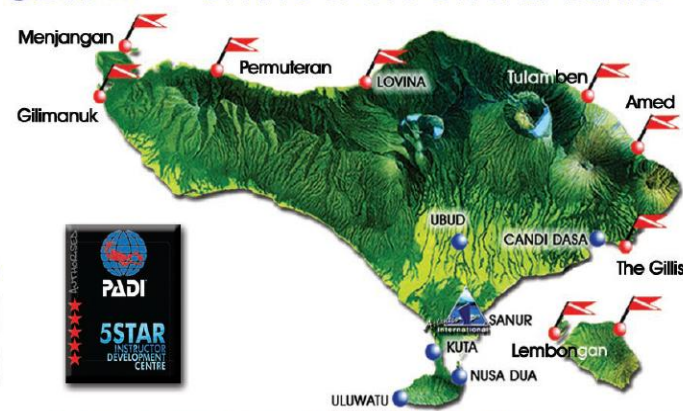 Menjangan
Permuteran
LOVINA
Tulamben
Amed
Gilimanuk
UBUD
CANDI DASA
The Gillis
AUTHORISED
PADI
5STAR
INSTRUCTOR
DEVELOPMENT
CENTRE
International
SANUR
KUTA
Lembongan
NUSA DUA
ULUWATU